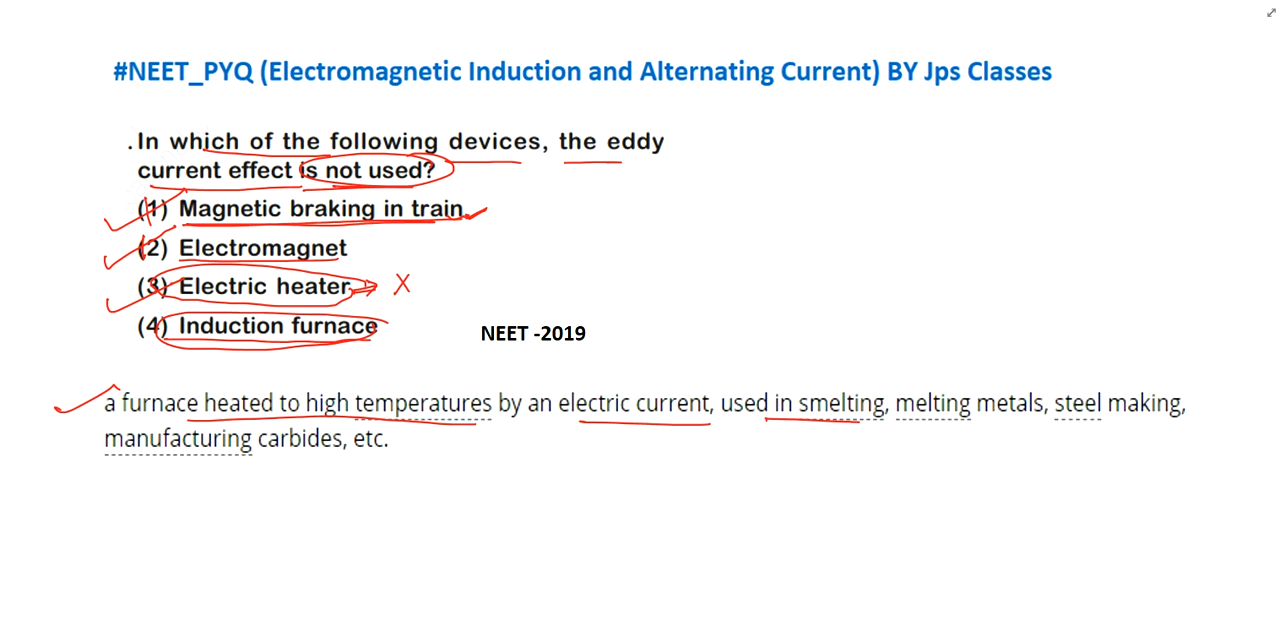 #NEET_PYQ (Electromagnetic Induction and Alternating Current) BY Jps Classes
. In which of the following devices, the eddy
current effect is not used?
(1) Magnetic braking in train
(2) Electromagnet
(3) Electric heater
X
(4) Induction furnace
NEET -2019
a furnace heated to high temperatures by an electric current, used in smelting, melting metals, steel making,
manufacturing carbides, etc.